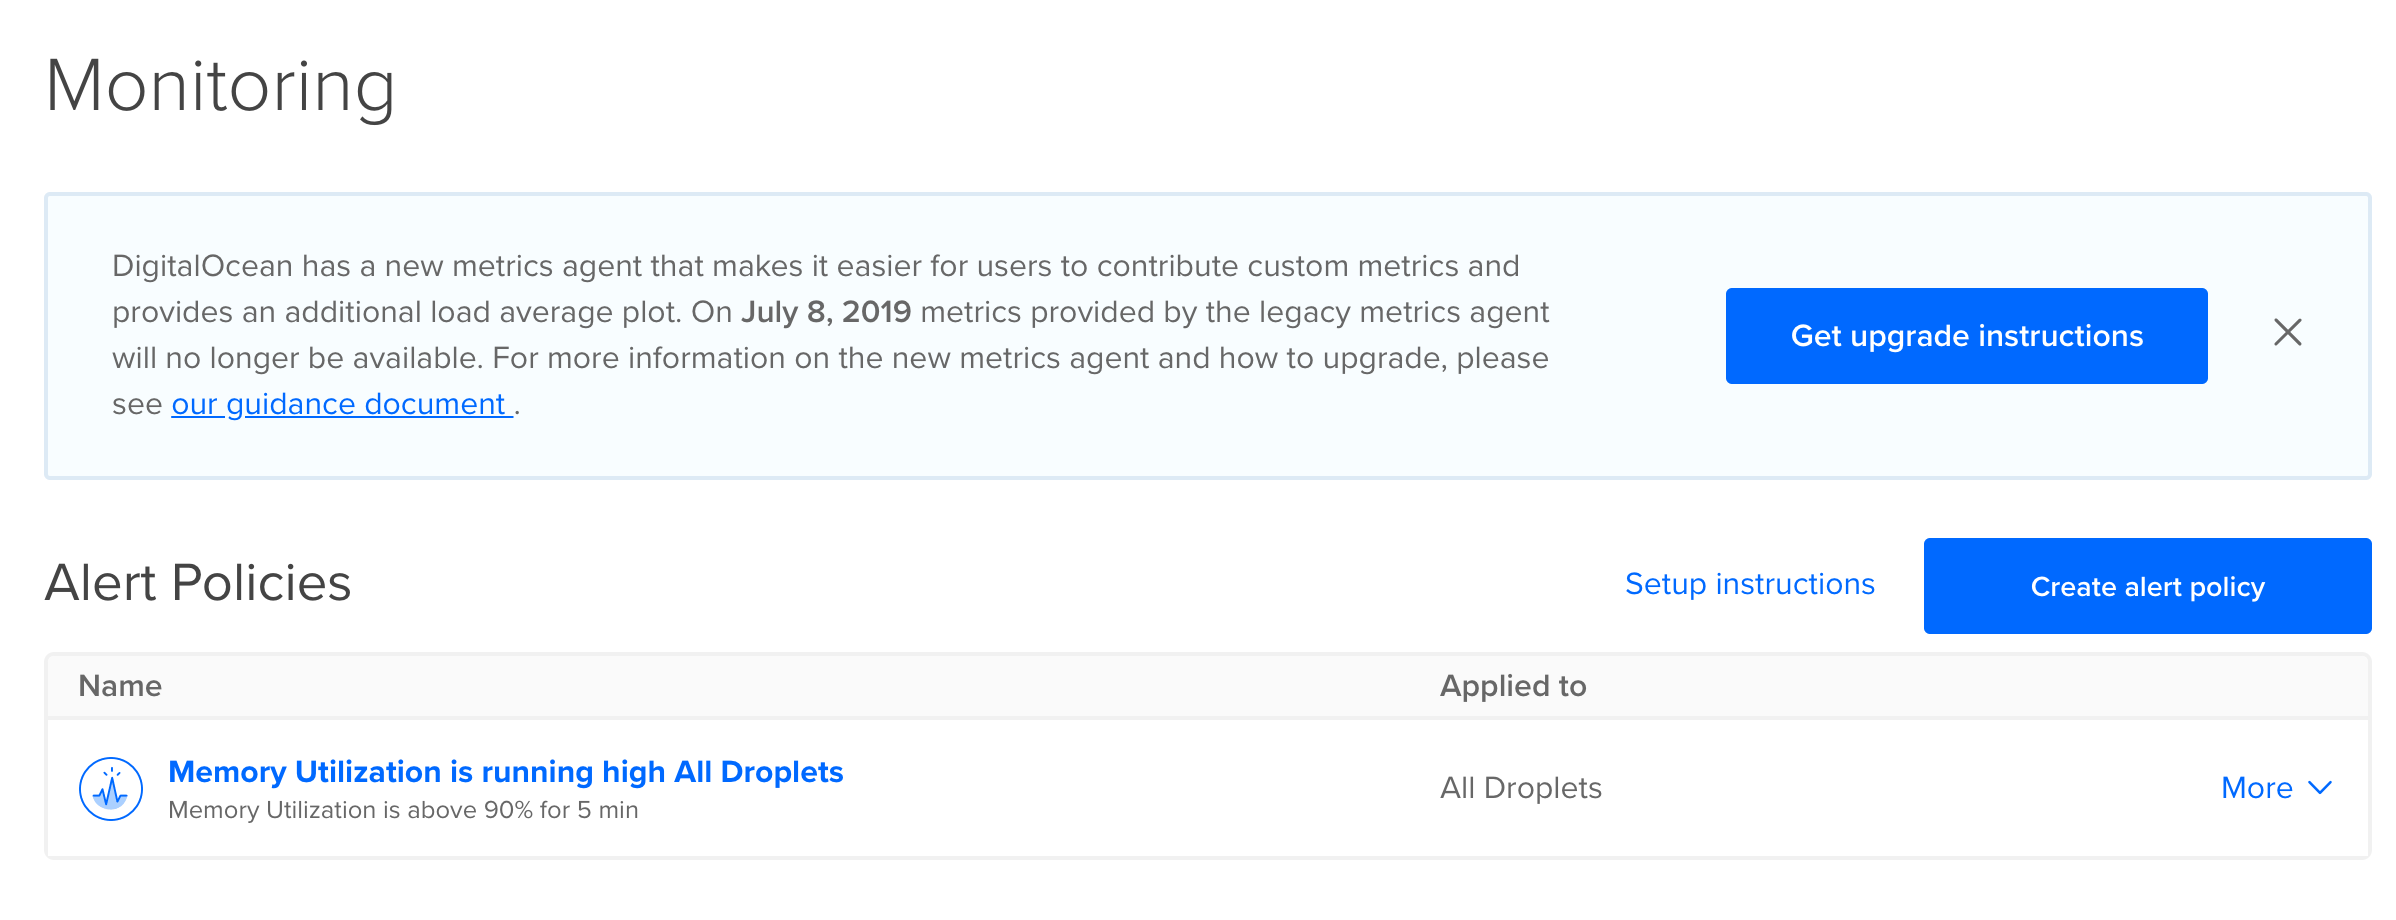 Monitoring
DigitalOcean has a new metrics agent that makes it easier for users to contribute custom metrics and
provides an additional load average plot. On July 8, 2019 metrics provided by the legacy metrics agent
will no longer be available. For more information on the new metrics agent and how to upgrade, please
see our guidance document .
Get upgrade instructions
Alert Policies
Setup instructions
Create alert policy
Name
Applied to
Memory Utilization is running high All Droplets
Memory Utilization is above 90% for 5 min
All Droplets
More